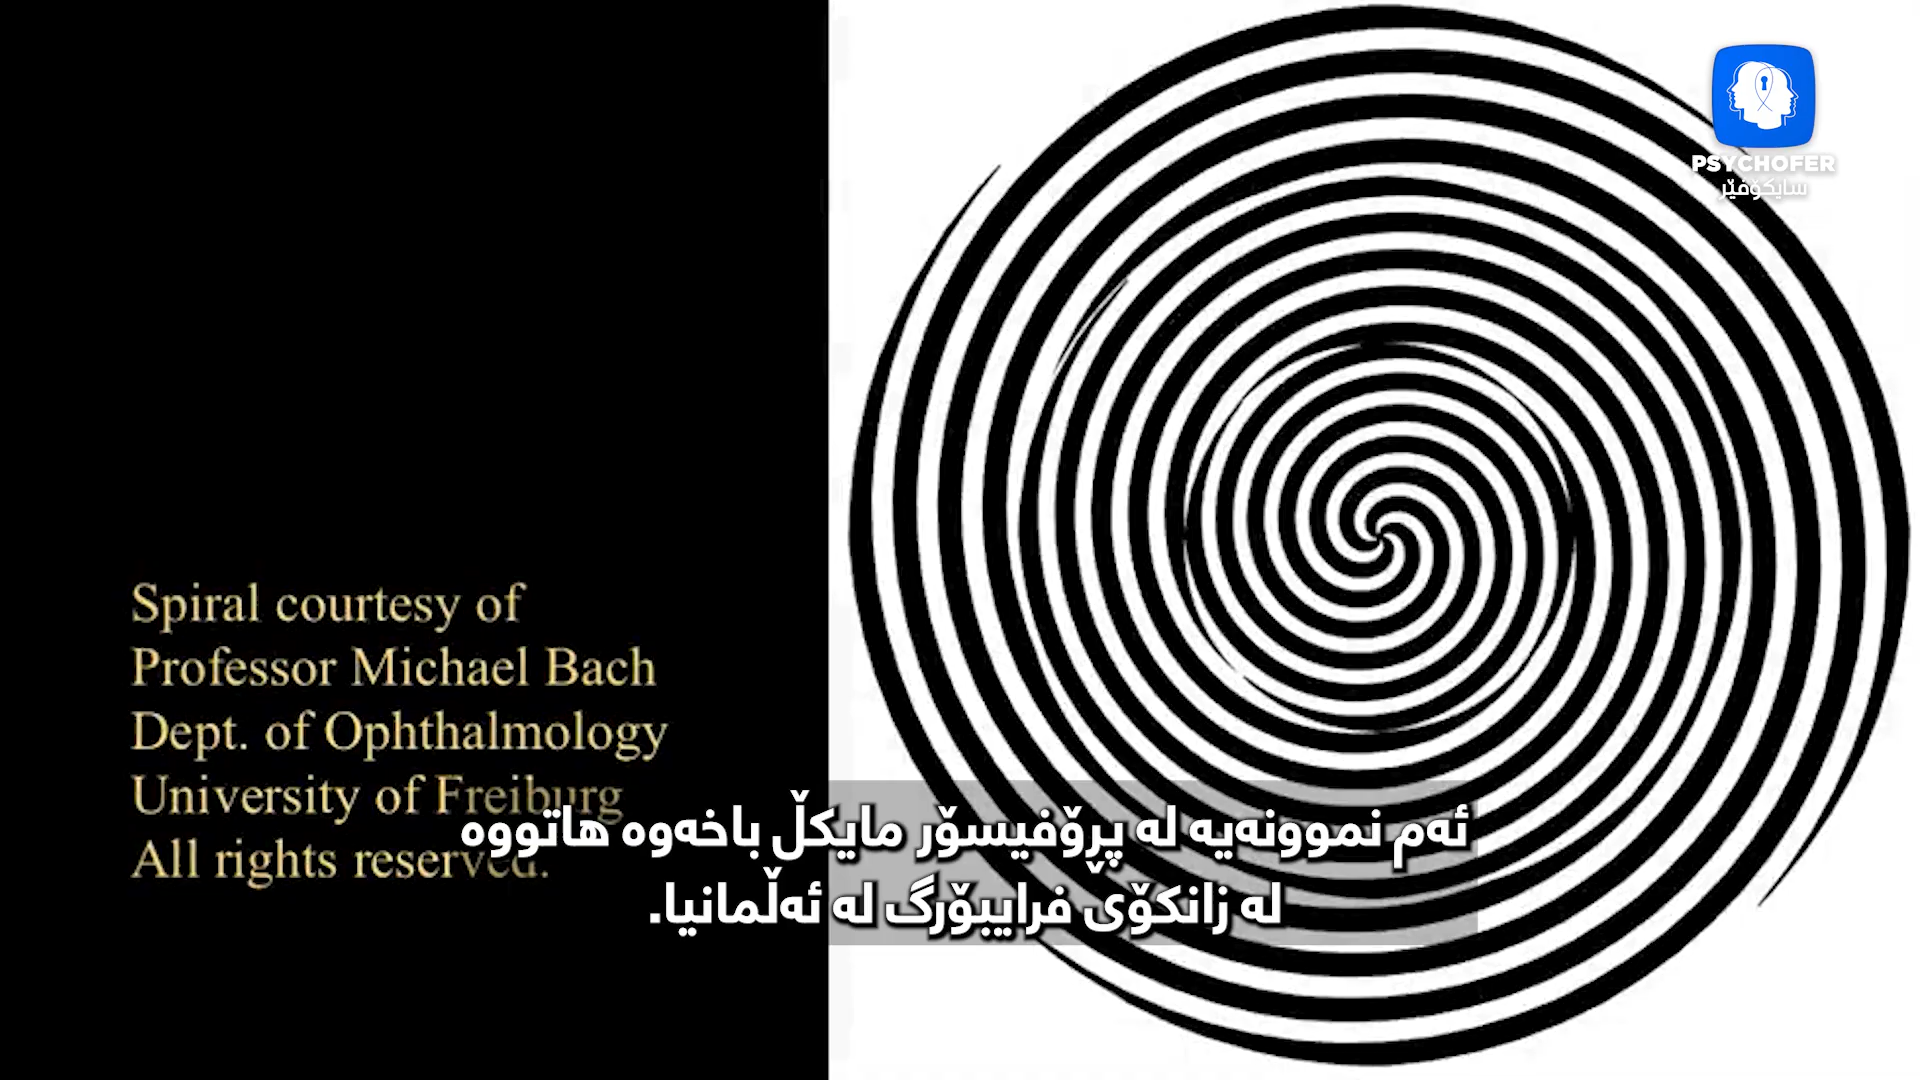 PSYCHOFER
سایکۆفێر
Spiral courtesy of
Professor Michael Bach
Dept. of Ophthalmology
University of Freiburg
All rights reserved.
ئەم نموونەیە لە پڕۆفیسۆر مایکڵ باخەوە هاتووە
لە زانکۆی فرایبۆرگ لە ئەڵمانیا.